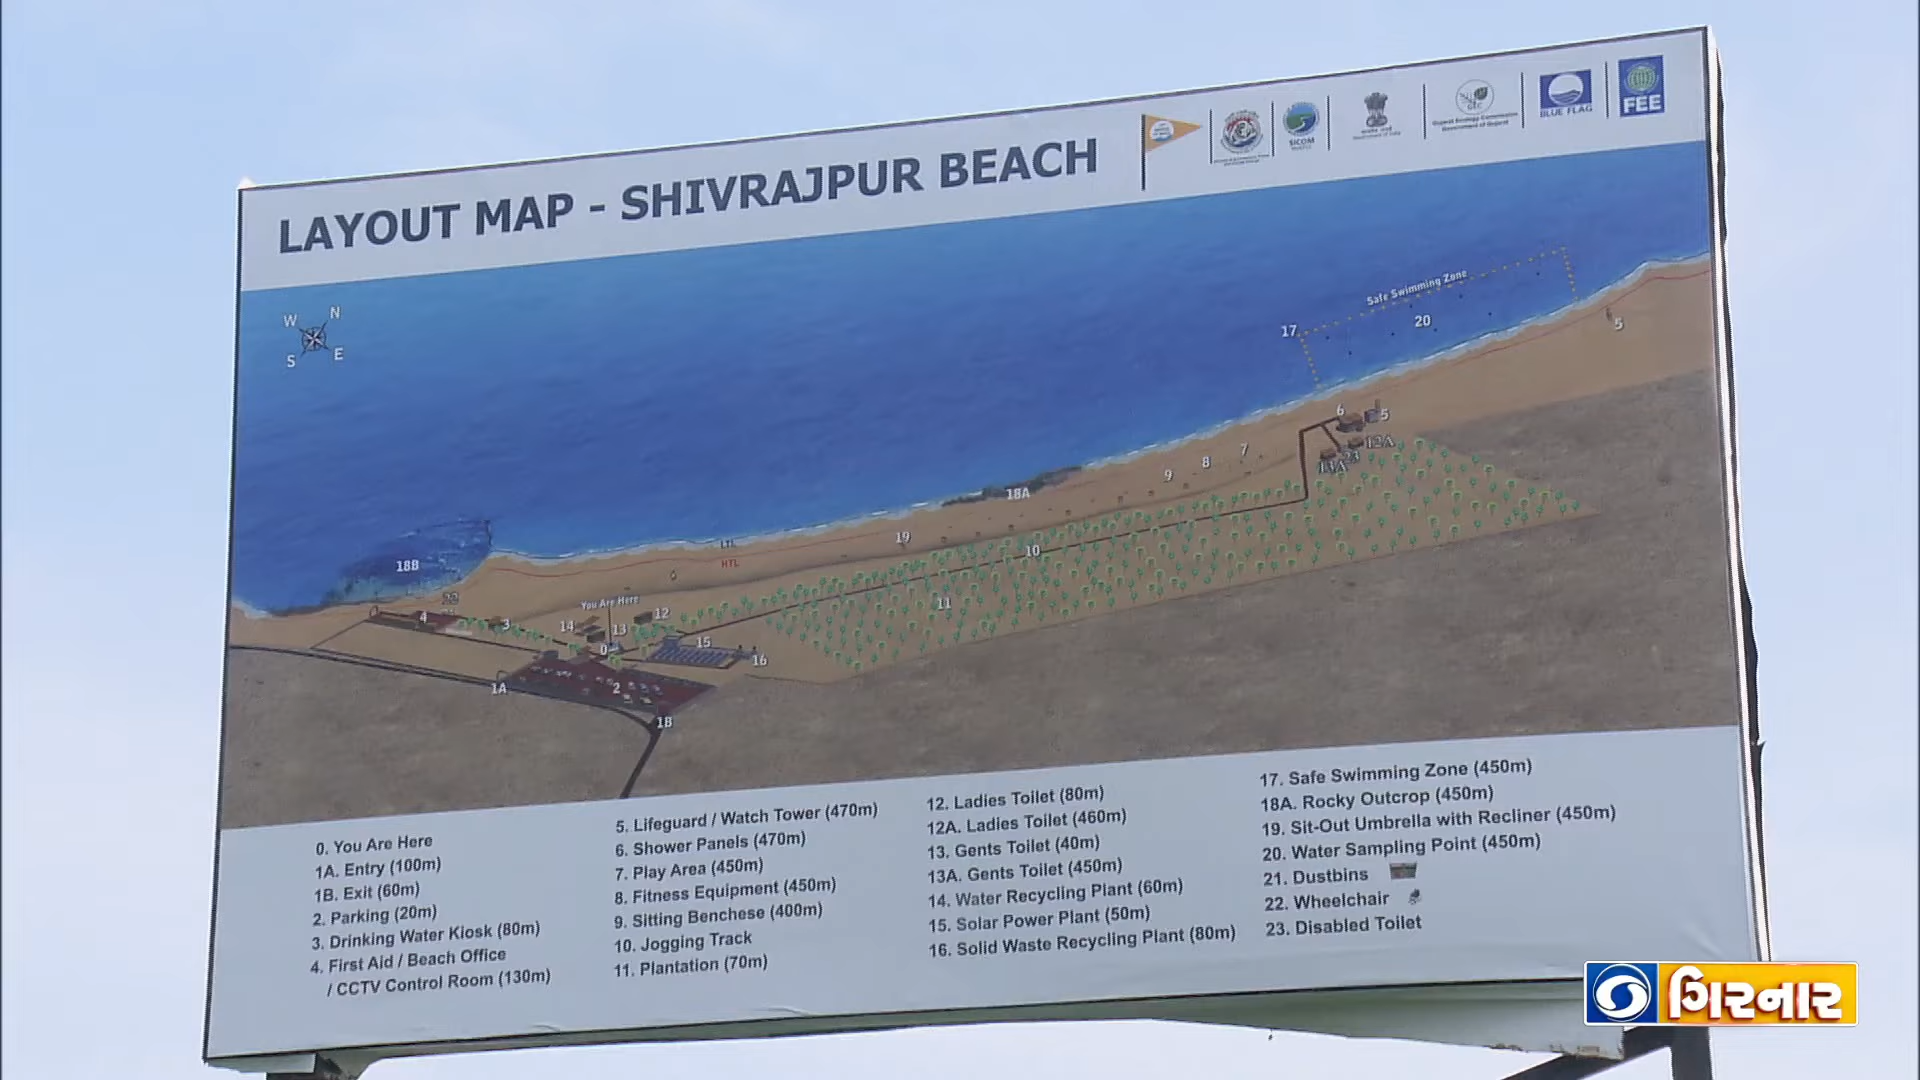 LAYOUT MAP - SHIVRAJPUR BEACH
SICOM
BLUE FLAG
FEE
W N
S E
Safe Swimming Zone
17
20
5
6 5
12A
13A 23
7
8
9
18A
19
LTL
HTL
10
11
18B
22
4
3
You Are Here
14
13
12
0
15
16
1A
2
1B
0. You Are Here
1A. Entry (100m)
1B. Exit (60m)
2. Parking (20m)
3. Drinking Water Kiosk (80m)
4. First Aid / Beach Office
/ CCTV Control Room (130m)
5. Lifeguard / Watch Tower (470m)
6. Shower Panels (470m)
7. Play Area (450m)
8. Fitness Equipment (450m)
9. Sitting Benchese (400m)
10. Jogging Track
11. Plantation (70m)
12. Ladies Toilet (80m)
12A. Ladies Toilet (460m)
13. Gents Toilet (40m)
13A. Gents Toilet (450m)
14. Water Recycling Plant (60m)
15. Solar Power Plant (50m)
16. Solid Waste Recycling Plant (80m)
17. Safe Swimming Zone (450m)
18A. Rocky Outcrop (450m)
19. Sit-Out Umbrella with Recliner (450m)
20. Water Sampling Point (450m)
21. Dustbins
22. Wheelchair
23. Disabled Toilet
ગિરનાર